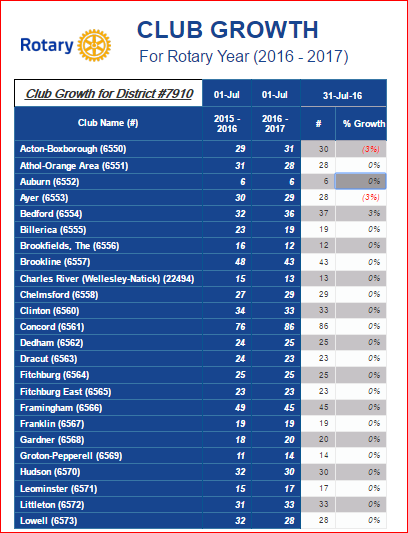 Rotary
CLUB GROWTH
For Rotary Year (2016 - 2017)
Club Growth for District #7910 01-Jul 01-Jul 31-Jul-16
Club Name (#) 2015 - 2016 2016 - 2017 # % Growth
Acton-Boxborough (6550) 29 31 30 (3%)
Athol-Orange Area (6551) 31 28 28 0%
Auburn (6552) 6 6 6 0%
Ayer (6553) 30 29 28 (3%)
Bedford (6554) 32 36 37 3%
Billerica (6555) 23 19 19 0%
Brookfields, The (6556) 16 12 12 0%
Brookline (6557) 48 43 43 0%
Charles River (Wellesley-Natick) (22494) 15 13 13 0%
Chelmsford (6558) 27 29 29 0%
Clinton (6560) 34 33 33 0%
Concord (6561) 76 86 86 0%
Dedham (6562) 24 25 25 0%
Dracut (6563) 24 23 23 0%
Fitchburg (6564) 25 25 25 0%
Fitchburg East (6565) 23 23 23 0%
Framingham (6566) 49 45 45 0%
Franklin (6567) 19 19 19 0%
Gardner (6568) 18 20 20 0%
Groton-Pepperell (6569) 11 14 14 0%
Hudson (6570) 32 30 30 0%
Leominster (6571) 15 17 17 0%
Littleton (6572) 31 33 33 0%
Lowell (6573) 32 28 28 0%